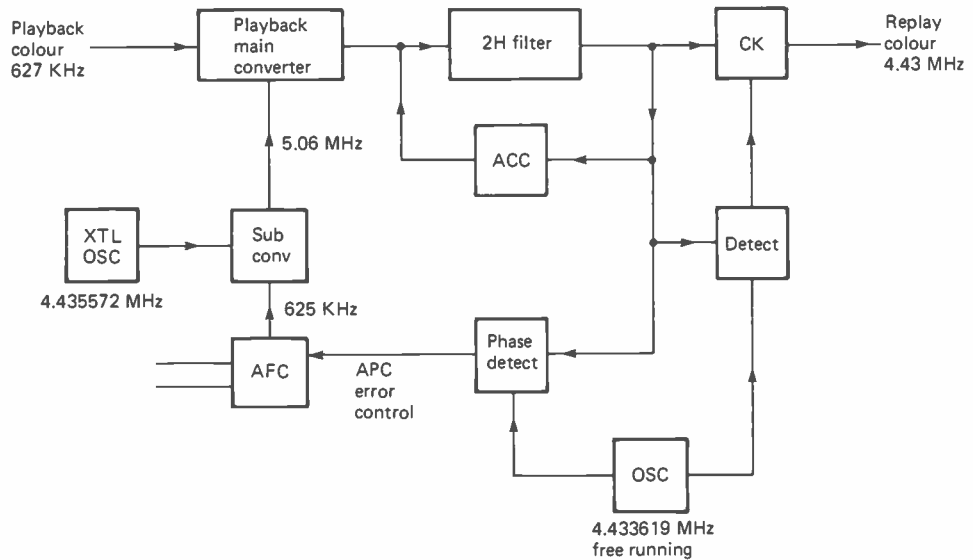 Playback
colour
627 KHz
Playback
main
converter
2H filter
CK
Replay
colour
4.43 MHz
5.06 MHz
ACC
XTL
OSC
Sub
conv
Detect
4.435572 MHz
625 KHz
AFC
APC
error
control
Phase
detect
OSC
4.433619 MHz
free running